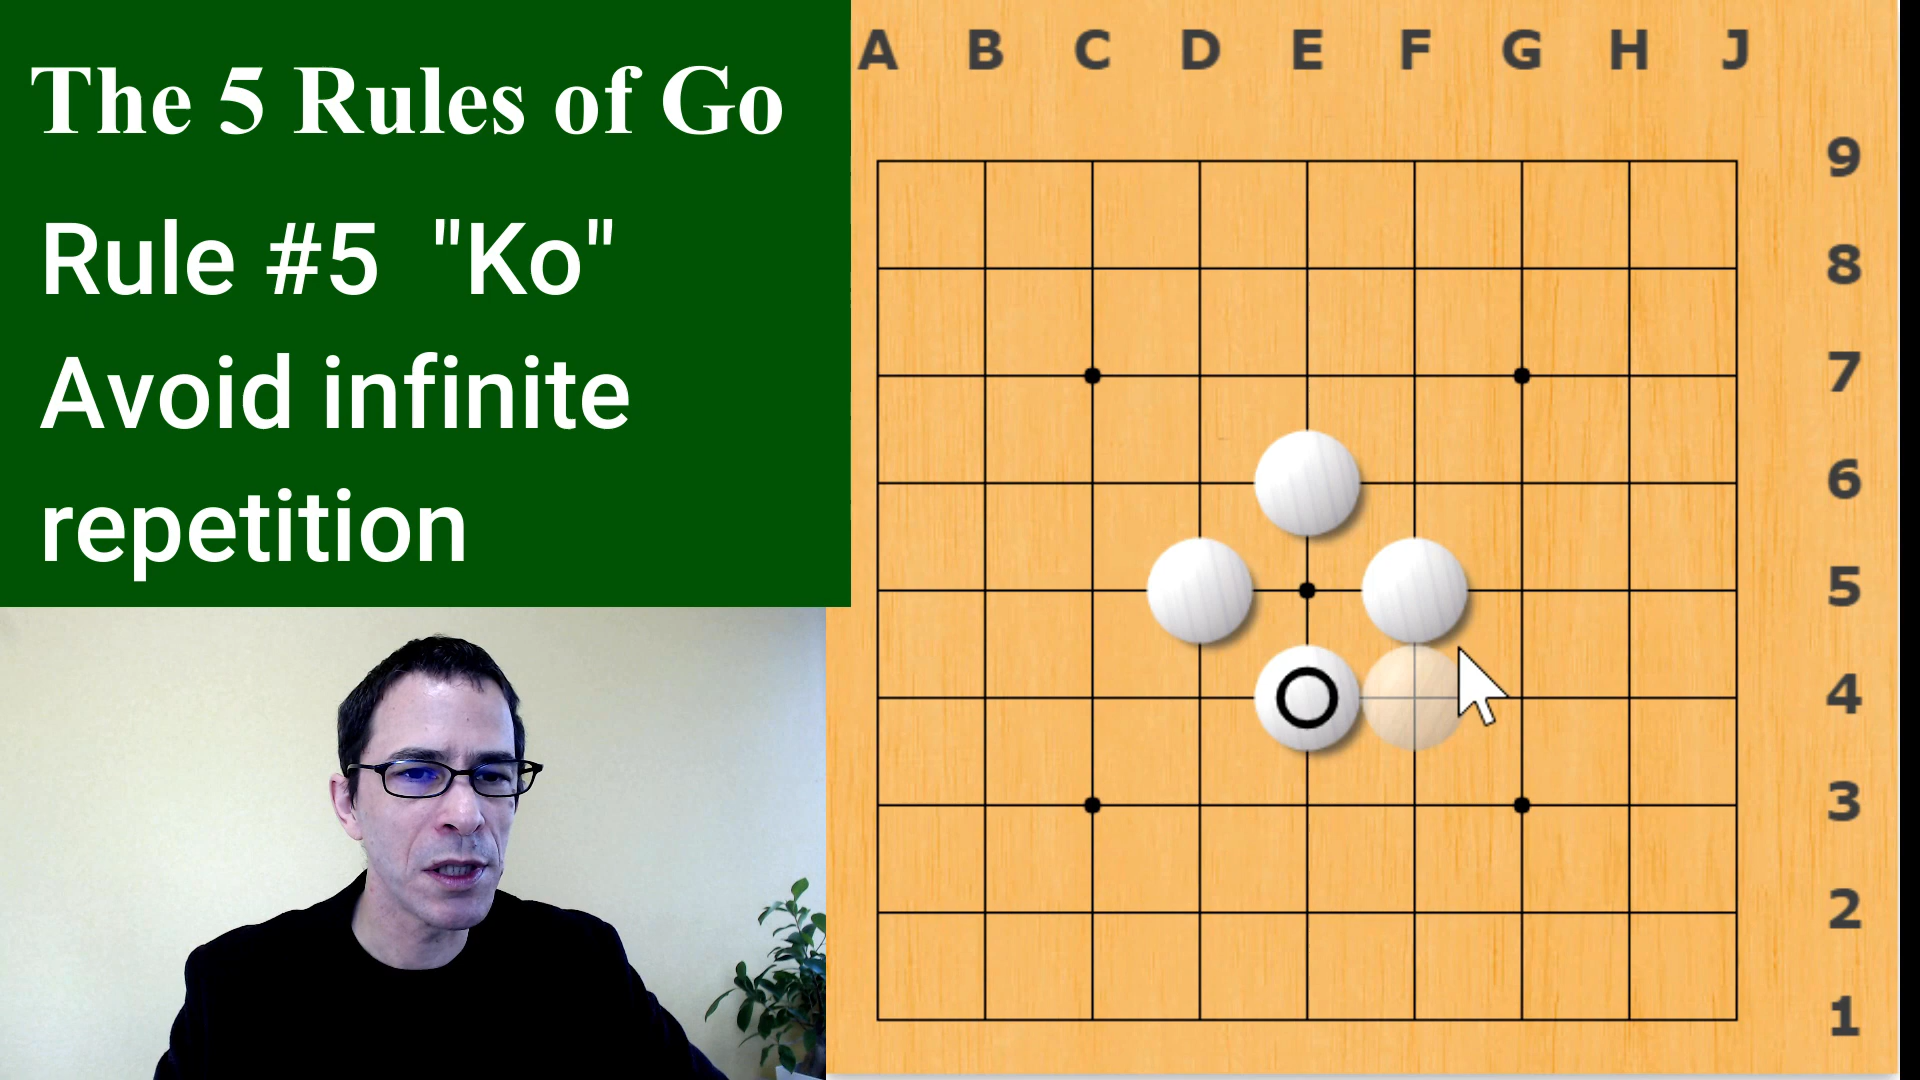 The 5 Rules of Go
Rule #5 "Ko"
Avoid infinite
repetition
A B C D E F G H J
9
8
7
6
5
4
3
2
1